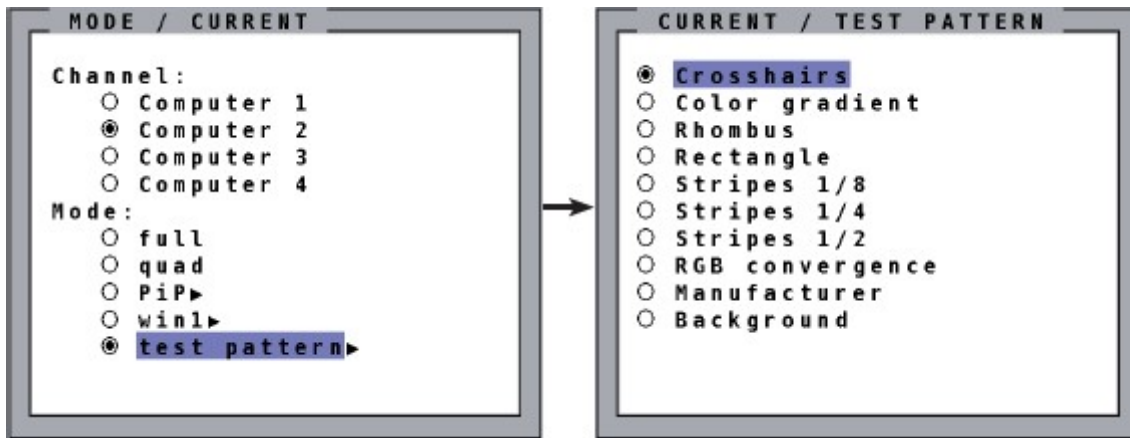 MODE / CURRENT
Channel:
Computer 1
Computer 2
Computer 3
Computer 4
Mode:
full
quad
PiP▶
win1▶
test pattern▶
CURRENT / TEST PATTERN
Crosshairs
Color gradient
Rhombus
Rectangle
Stripes 1/8
Stripes 1/4
Stripes 1/2
RGB convergence
Manufacturer
Background